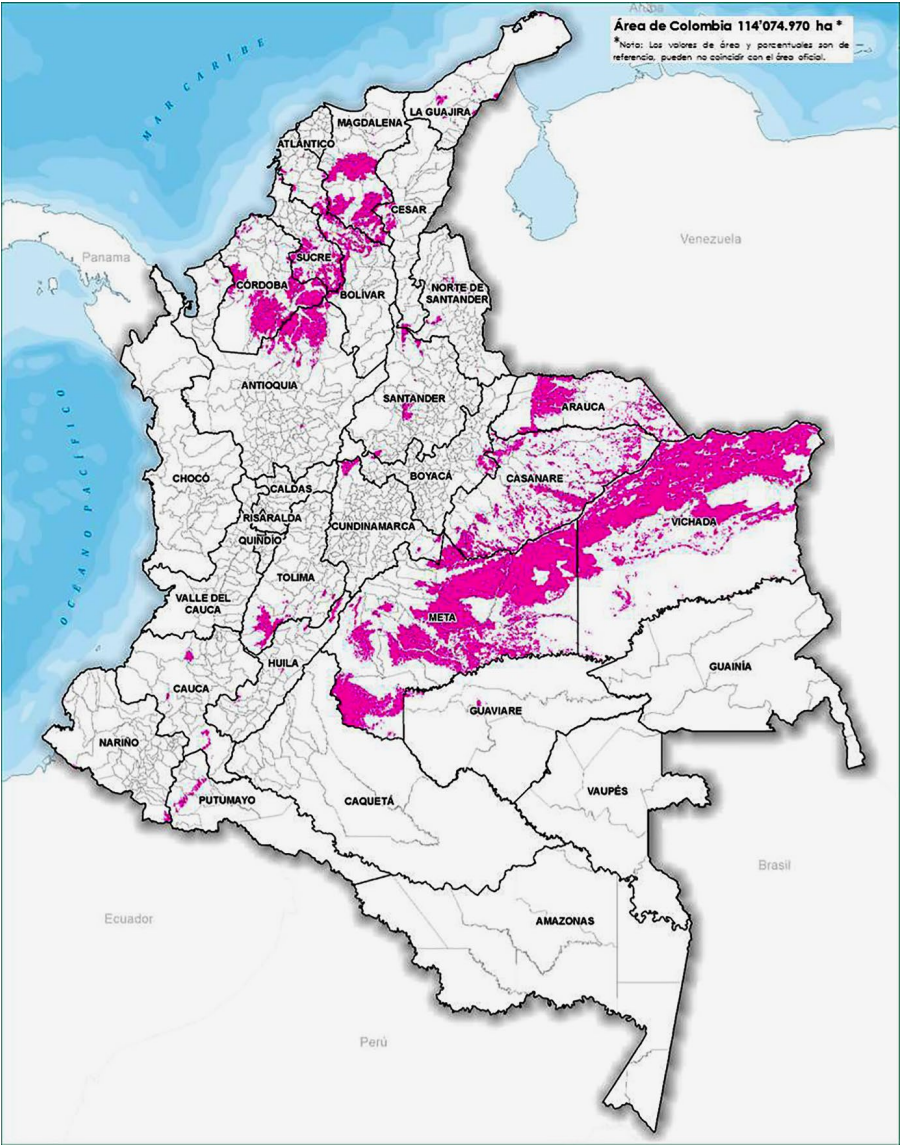 Aruba
Área de Colombia 114'074.970 ha *
*Nota: Los valores de área y porcentuales son de
referencia, pueden no coincidir con el área oficial.
MAR CARIBE
LA GUAJIRA
MAGDALENA
ATLÁNTICO
CESAR
Venezuela
Panama
SUCRE
CÓRDOBA
BOLÍVAR
NORTE DE
SANTANDER
ANTIOQUIA
SANTANDER
ARAUCA
OCÉANO PACÍFICO
CHOCÓ
BOYACÁ
CASANARE
CALDAS
RISARALDA
CUNDINAMARCA
VICHADA
QUINDÍO
TOLIMA
VALLE DEL
CAUCA
META
HUILA
GUAINÍA
CAUCA
GUAVIARE
NARIÑO
VAUPÉS
PUTUMAYO
CAQUETÁ
Brasil
Ecuador
AMAZONAS
Perú